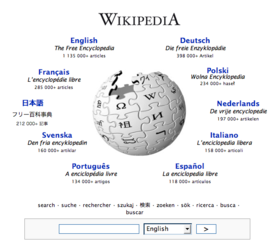 WIKIPEDIA
English
The Free Encyclopedia
1 135 000+ articles
Deutsch
Die freie Enzyklopädie
398 000+ Artikel
Français
L'encyclopédie libre
285 000+ articles
Polski
Wolna Encyklopedia
234 000+ haseł
日本語
フリー百科事典
212 000+ 記事
Nederlands
De vrije encyclopedie
197 000+ artikelen
Svenska
Den fria encyklopedin
160 000+ artiklar
Italiano
L'enciclopedia libera
158 000+ articoli
Português
A enciclopédia livre
134 000+ artigos
Español
La enciclopedia libre
118 000+ artículos
search · suche · rechercher · szukaj · 検索 · zoeken · sök · ricerca · busca ·
buscar
English
>